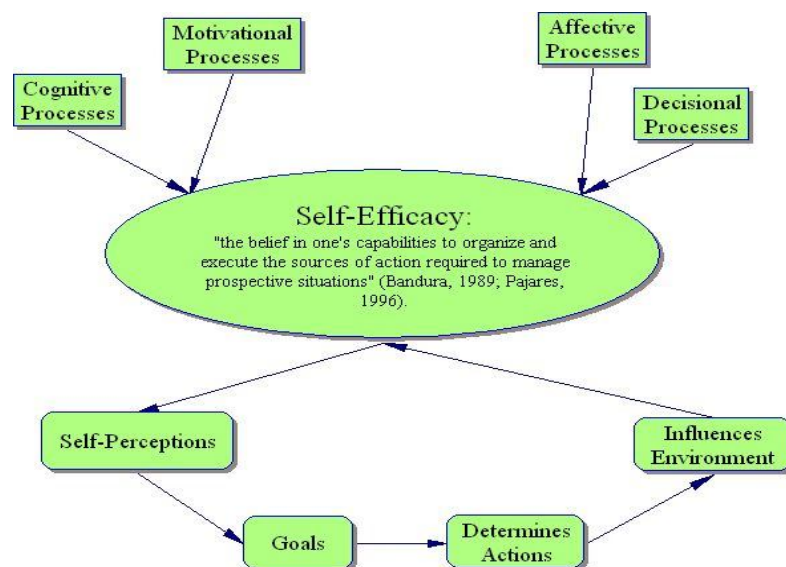 Motivational
Processes
Affective
Processes
Cognitive
Processes
Decisional
Processes
Self-Efficacy:
"the belief in one's capabilities to organize and
execute the sources of action required to manage
prospective situations" (Bandura, 1989; Pajares,
1996).
Self-Perceptions
Influences
Environment
Goals
Determines
Actions